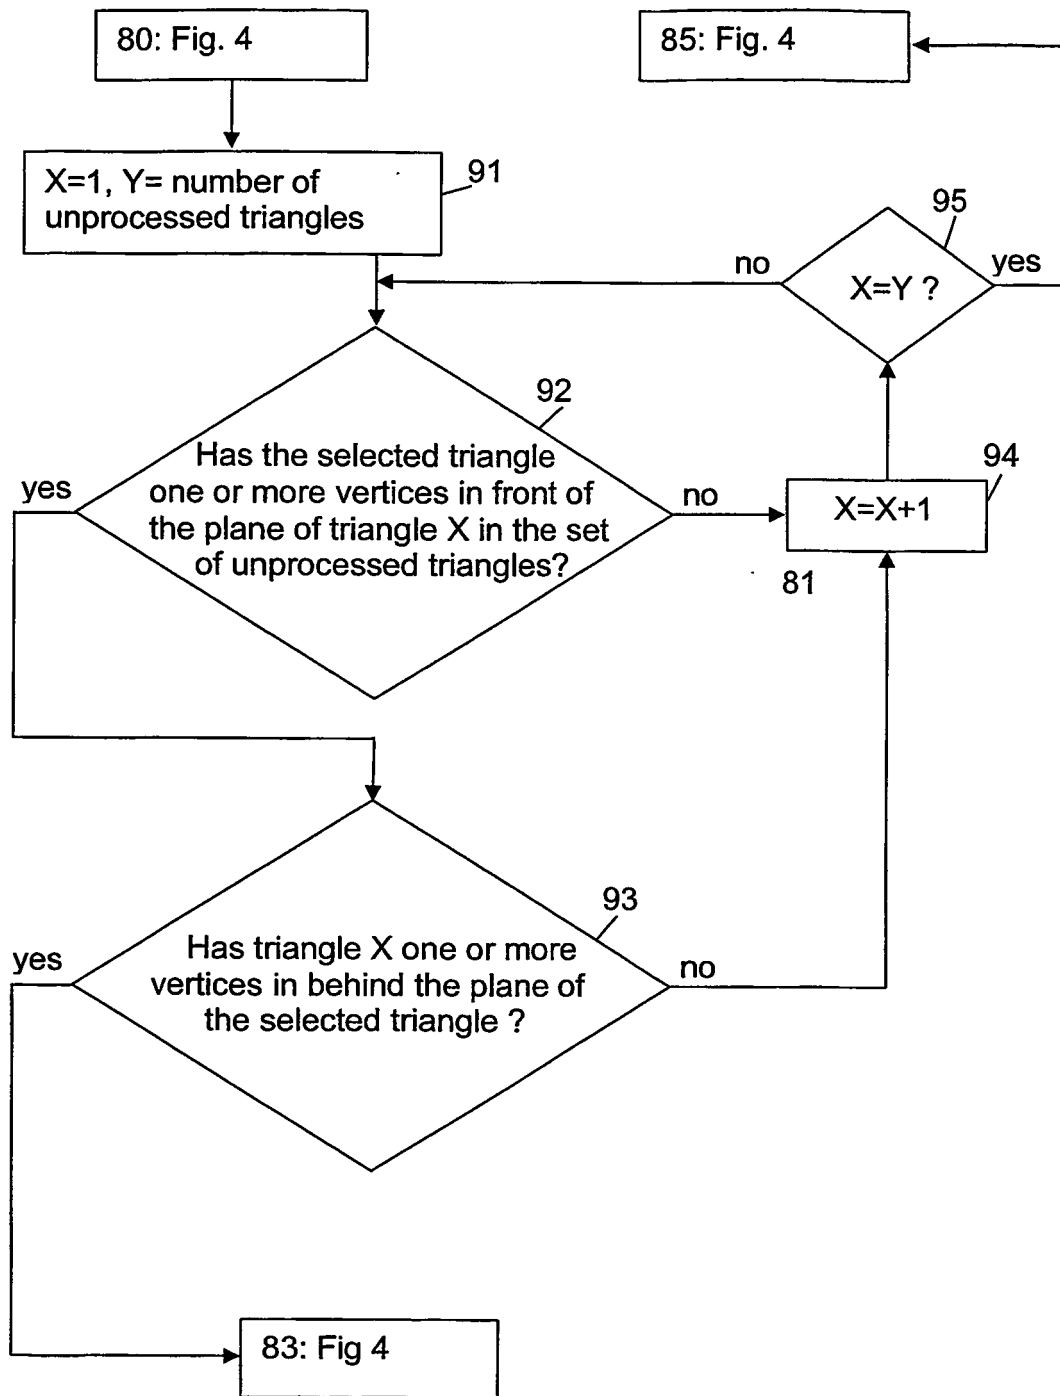 80: Fig. 4
85: Fig. 4
X=1, Y= number of
unprocessed triangles
91
95
no
X=Y ?
yes
92
Has the selected triangle
one or more vertices in front of
the plane of triangle X in the set
of unprocessed triangles?
yes
no
94
X=X+1
81
93
Has triangle X one or more
vertices in behind the plane of
the selected triangle ?
yes
no
83: Fig 4